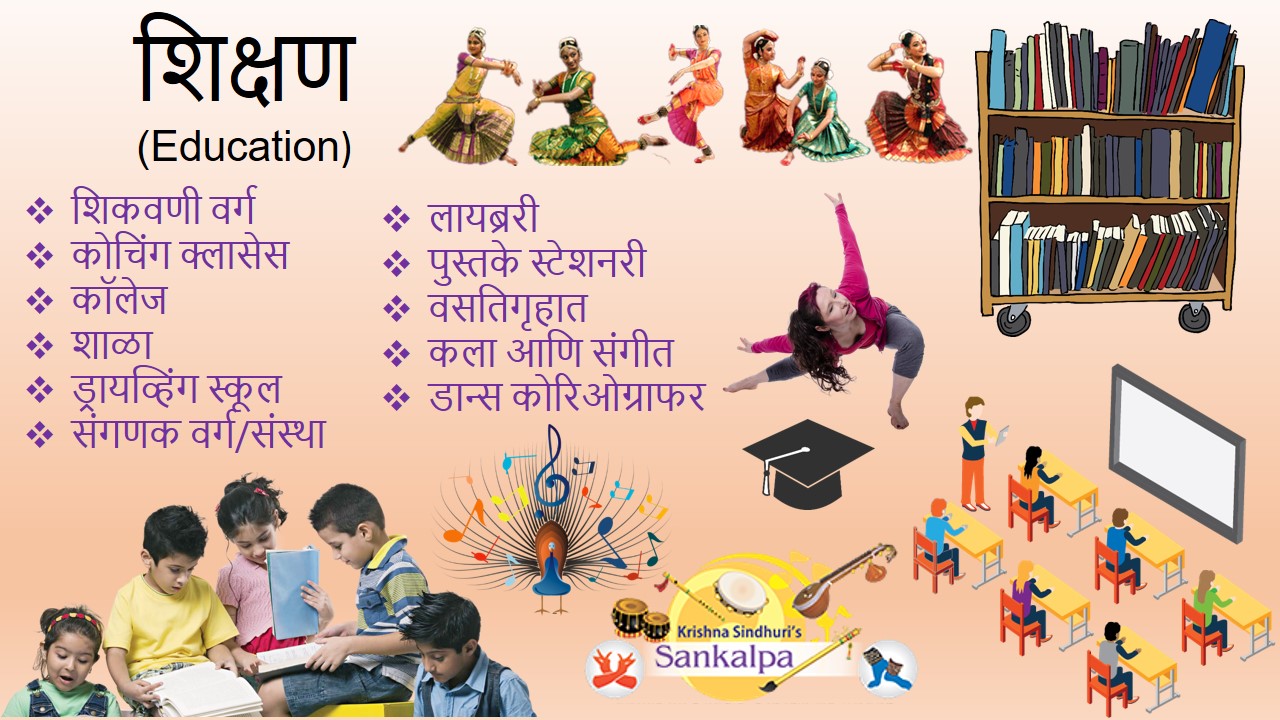 शिक्षण
(Education)
❖ शिकवणी वर्ग
❖ कोचिंग क्लासेस
❖ कॉलेज
❖ शाळा
❖ ड्रायव्हिंग स्कूल
❖ संगणक वर्ग/संस्था
❖ लायब्ररी
❖ पुस्तके स्टेशनरी
❖ वसतिगृहात
❖ कला आणि संगीत
❖ डान्स कोरिओग्राफर
Krishna Sindhuri's
Sankalpa